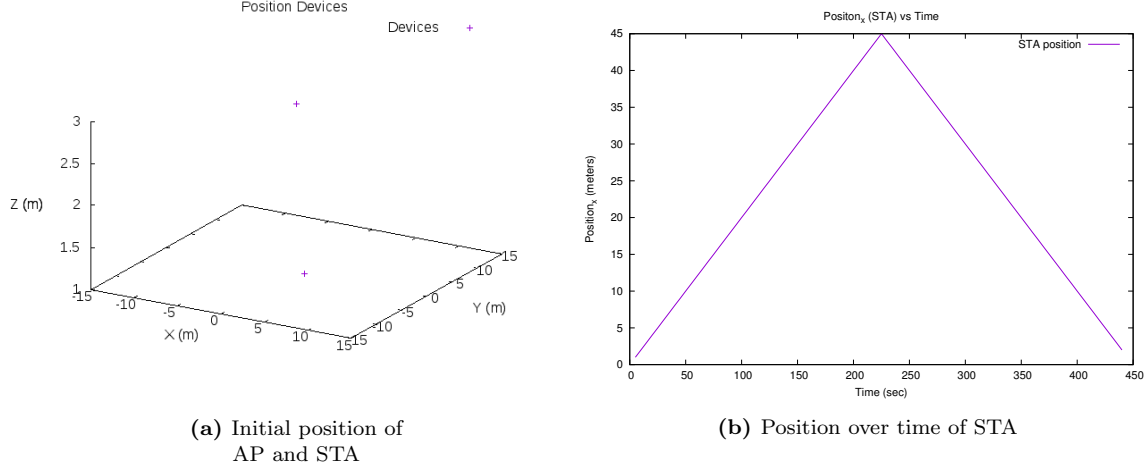 Position Devices
Devices
3
2.5
Z (m)
2
1.5
1
-15
-10
-5
0
5
10
15
X (m)
-15
-10
-5
0
5
10
15
Y (m)
(a) Initial position of
AP and STA
Positonₓ (STA) vs Time
STA position
45
40
35
30
25
20
15
10
5
0
Positionₓ (meters)
0 50 100 150 200 250 300 350 400 450
Time (sec)
(b) Position over time of STA